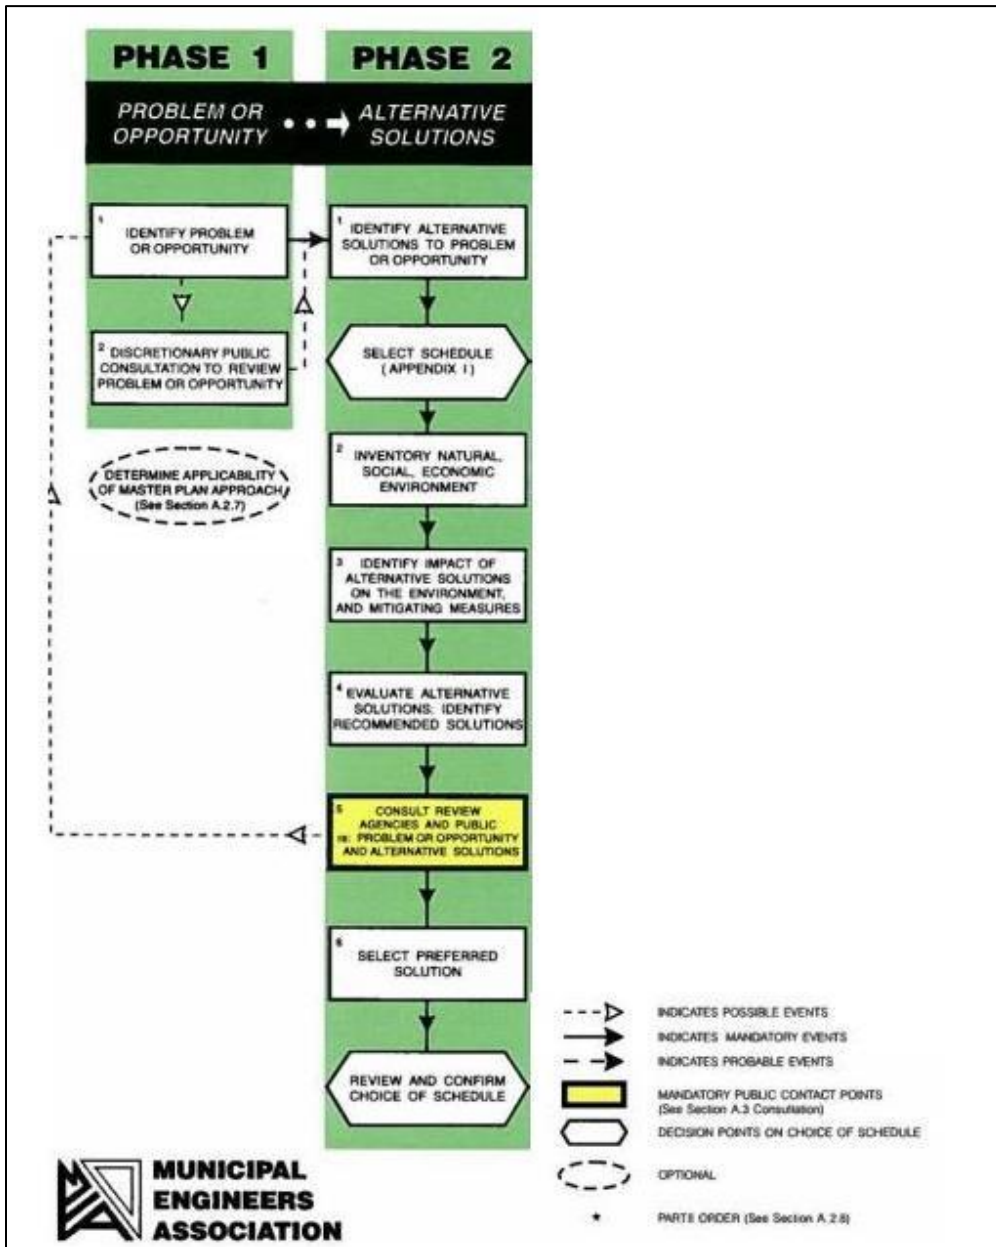 PHASE 1
PHASE 2
PROBLEM OR
OPPORTUNITY
ALTERNATIVE
SOLUTIONS
1
IDENTIFY PROBLEM
OR OPPORTUNITY
2 DISCRETIONARY PUBLIC
CONSULTATION TO REVIEW
PROBLEM OR OPPORTUNITY
DETERMINE APPLICABILITY
OF MASTER PLAN APPROACH
(See Section A.2.7)
1
IDENTIFY ALTERNATIVE
SOLUTIONS TO PROBLEM
OR OPPORTUNITY
SELECT SCHEDULE
(APPENDIX I)
2
INVENTORY NATURAL,
SOCIAL, ECONOMIC
ENVIRONMENT
3 IDENTIFY IMPACT OF
ALTERNATIVE SOLUTIONS
ON THE ENVIRONMENT,
AND MITIGATING MEASURES
4 EVALUATE ALTERNATIVE
SOLUTIONS: IDENTIFY
RECOMMENDED SOLUTIONS
5 CONSULT REVIEW
AGENCIES AND PUBLIC
re: PROBLEM OR OPPORTUNITY
AND ALTERNATIVE SOLUTIONS
6
SELECT PREFERRED
SOLUTION
REVIEW AND CONFIRM
CHOICE OF SCHEDULE
INDICATES POSSIBLE EVENTS
INDICATES MANDATORY EVENTS
INDICATES PROBABLE EVENTS
MANDATORY PUBLIC CONTACT POINTS
(See Section A.3 Consultation)
DECISION POINTS ON CHOICE OF SCHEDULE
OPTIONAL
* PART II ORDER (See Section A.2.8)
MUNICIPAL
ENGINEERS
ASSOCIATION